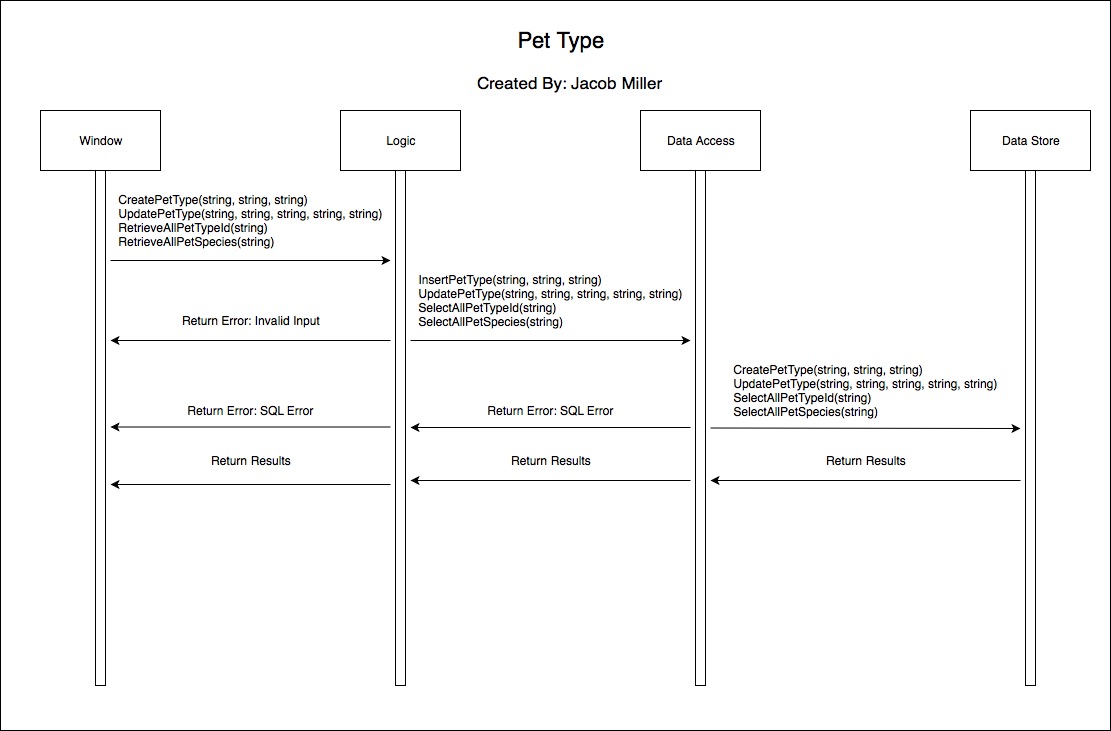 Pet Type
Created By: Jacob Miller
Window
Logic
Data Access
Data Store
CreatePetType(string, string, string)
UpdatePetType(string, string, string, string, string)
RetrieveAllPetTypeId(string)
RetrieveAllPetSpecies(string)
InsertPetType(string, string, string)
UpdatePetType(string, string, string, string, string)
SelectAllPetTypeId(string)
SelectAllPetSpecies(string)
Return Error: Invalid Input
CreatePetType(string, string, string)
UpdatePetType(string, string, string, string, string)
SelectAllPetTypeId(string)
SelectAllPetSpecies(string)
Return Error: SQL Error
Return Error: SQL Error
Return Results
Return Results
Return Results